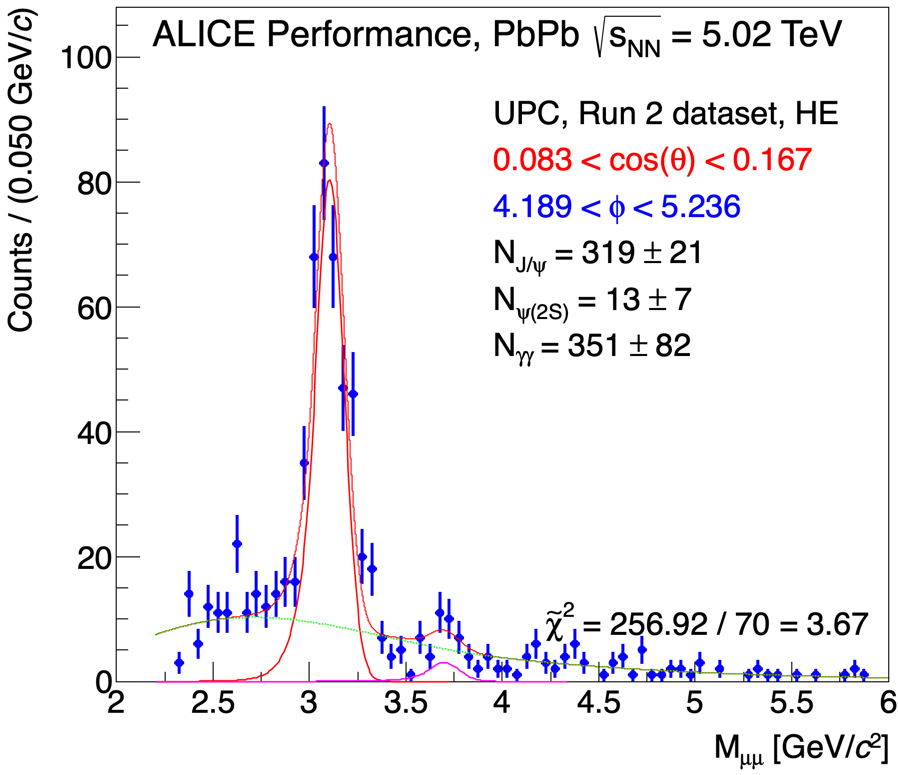 ALICE Performance, PbPb √s_NN = 5.02 TeV
UPC, Run 2 dataset, HE
0.083 < cos(θ) < 0.167
4.189 < ϕ < 5.236
N_J/ψ = 319 ± 21
N_ψ(2S) = 13 ± 7
N_γγ = 351 ± 82
χ̃² = 256.92 / 70 = 3.67
Counts / (0.050 GeV/c)
100
80
60
40
20
0
2 2.5 3 3.5 4 4.5 5 5.5 6
M_μμ [GeV/c²]